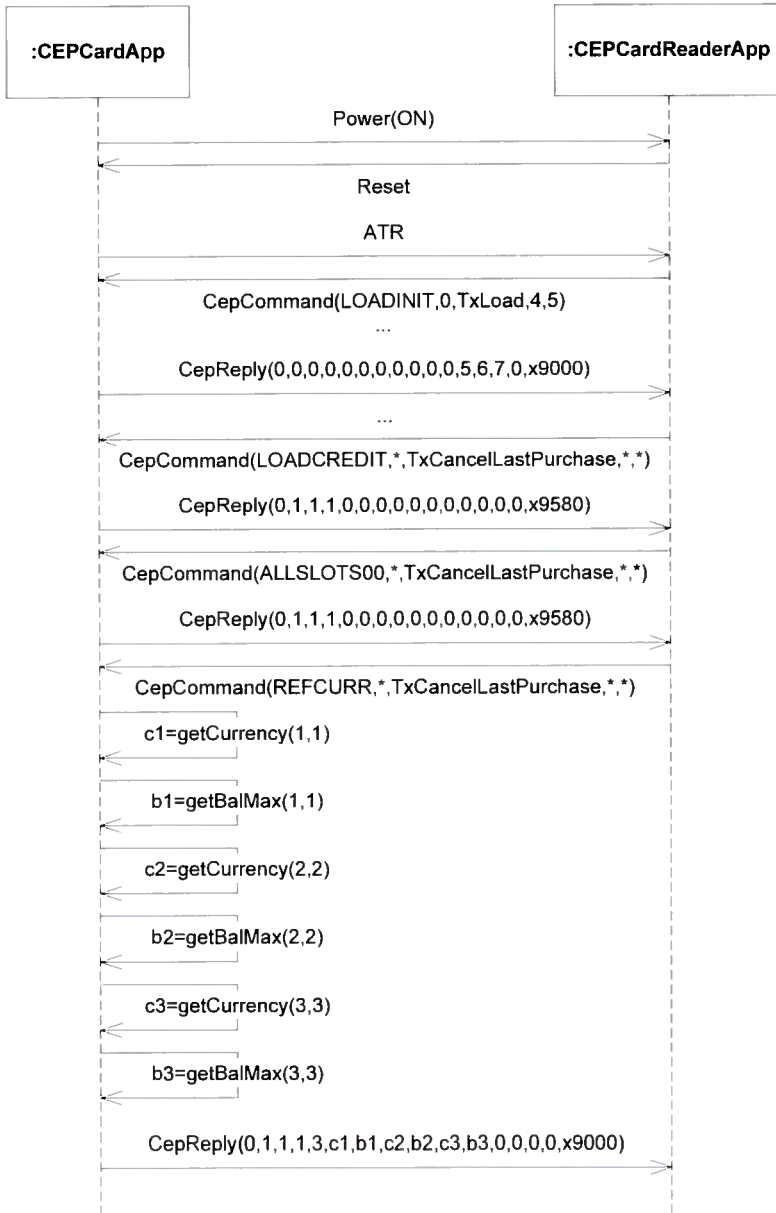 :CEPCardApp
:CEPCardReaderApp
Power(ON)
Reset
ATR
CepCommand(LOADINIT,0,TxLoad,4,5)
...
CepReply(0,0,0,0,0,0,0,0,0,0,0,5,6,7,0,x9000)
...
CepCommand(LOADCREDIT,*,TxCancelLastPurchase,*,*)
CepReply(0,1,1,1,0,0,0,0,0,0,0,0,0,0,0,x9580)
CepCommand(ALLSLOTS00,*,TxCancelLastPurchase,*,*)
CepReply(0,1,1,1,0,0,0,0,0,0,0,0,0,0,0,x9580)
CepCommand(REFCURR,*,TxCancelLastPurchase,*,*)
c1=getCurrency(1,1)
b1=getBalMax(1,1)
c2=getCurrency(2,2)
b2=getBalMax(2,2)
c3=getCurrency(3,3)
b3=getBalMax(3,3)
CepReply(0,1,1,1,3,c1,b1,c2,b2,c3,b3,0,0,0,0,x9000)